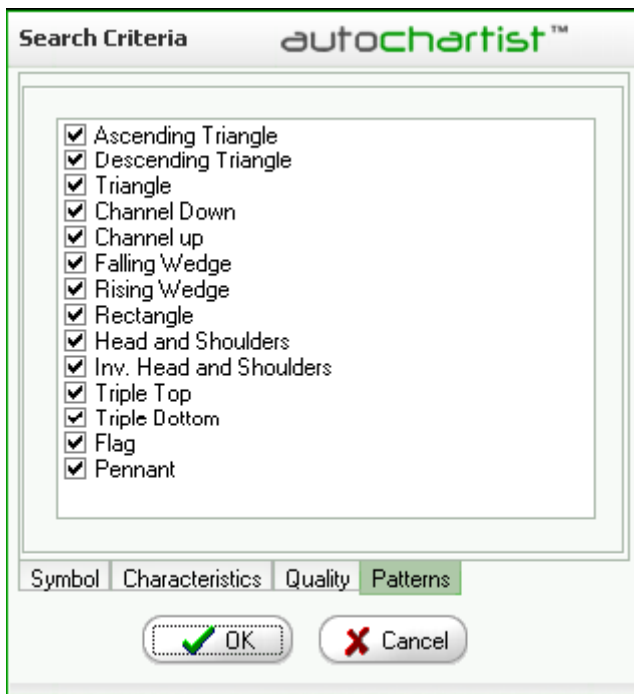 Search Criteria autochartist™
Ascending Triangle
Descending Triangle
Triangle
Channel Down
Channel up
Falling Wedge
Rising Wedge
Rectangle
Head and Shoulders
Inv. Head and Shoulders
Triple Top
Triple Bottom
Flag
Pennant
Symbol Characteristics Quality Patterns
OK Cancel